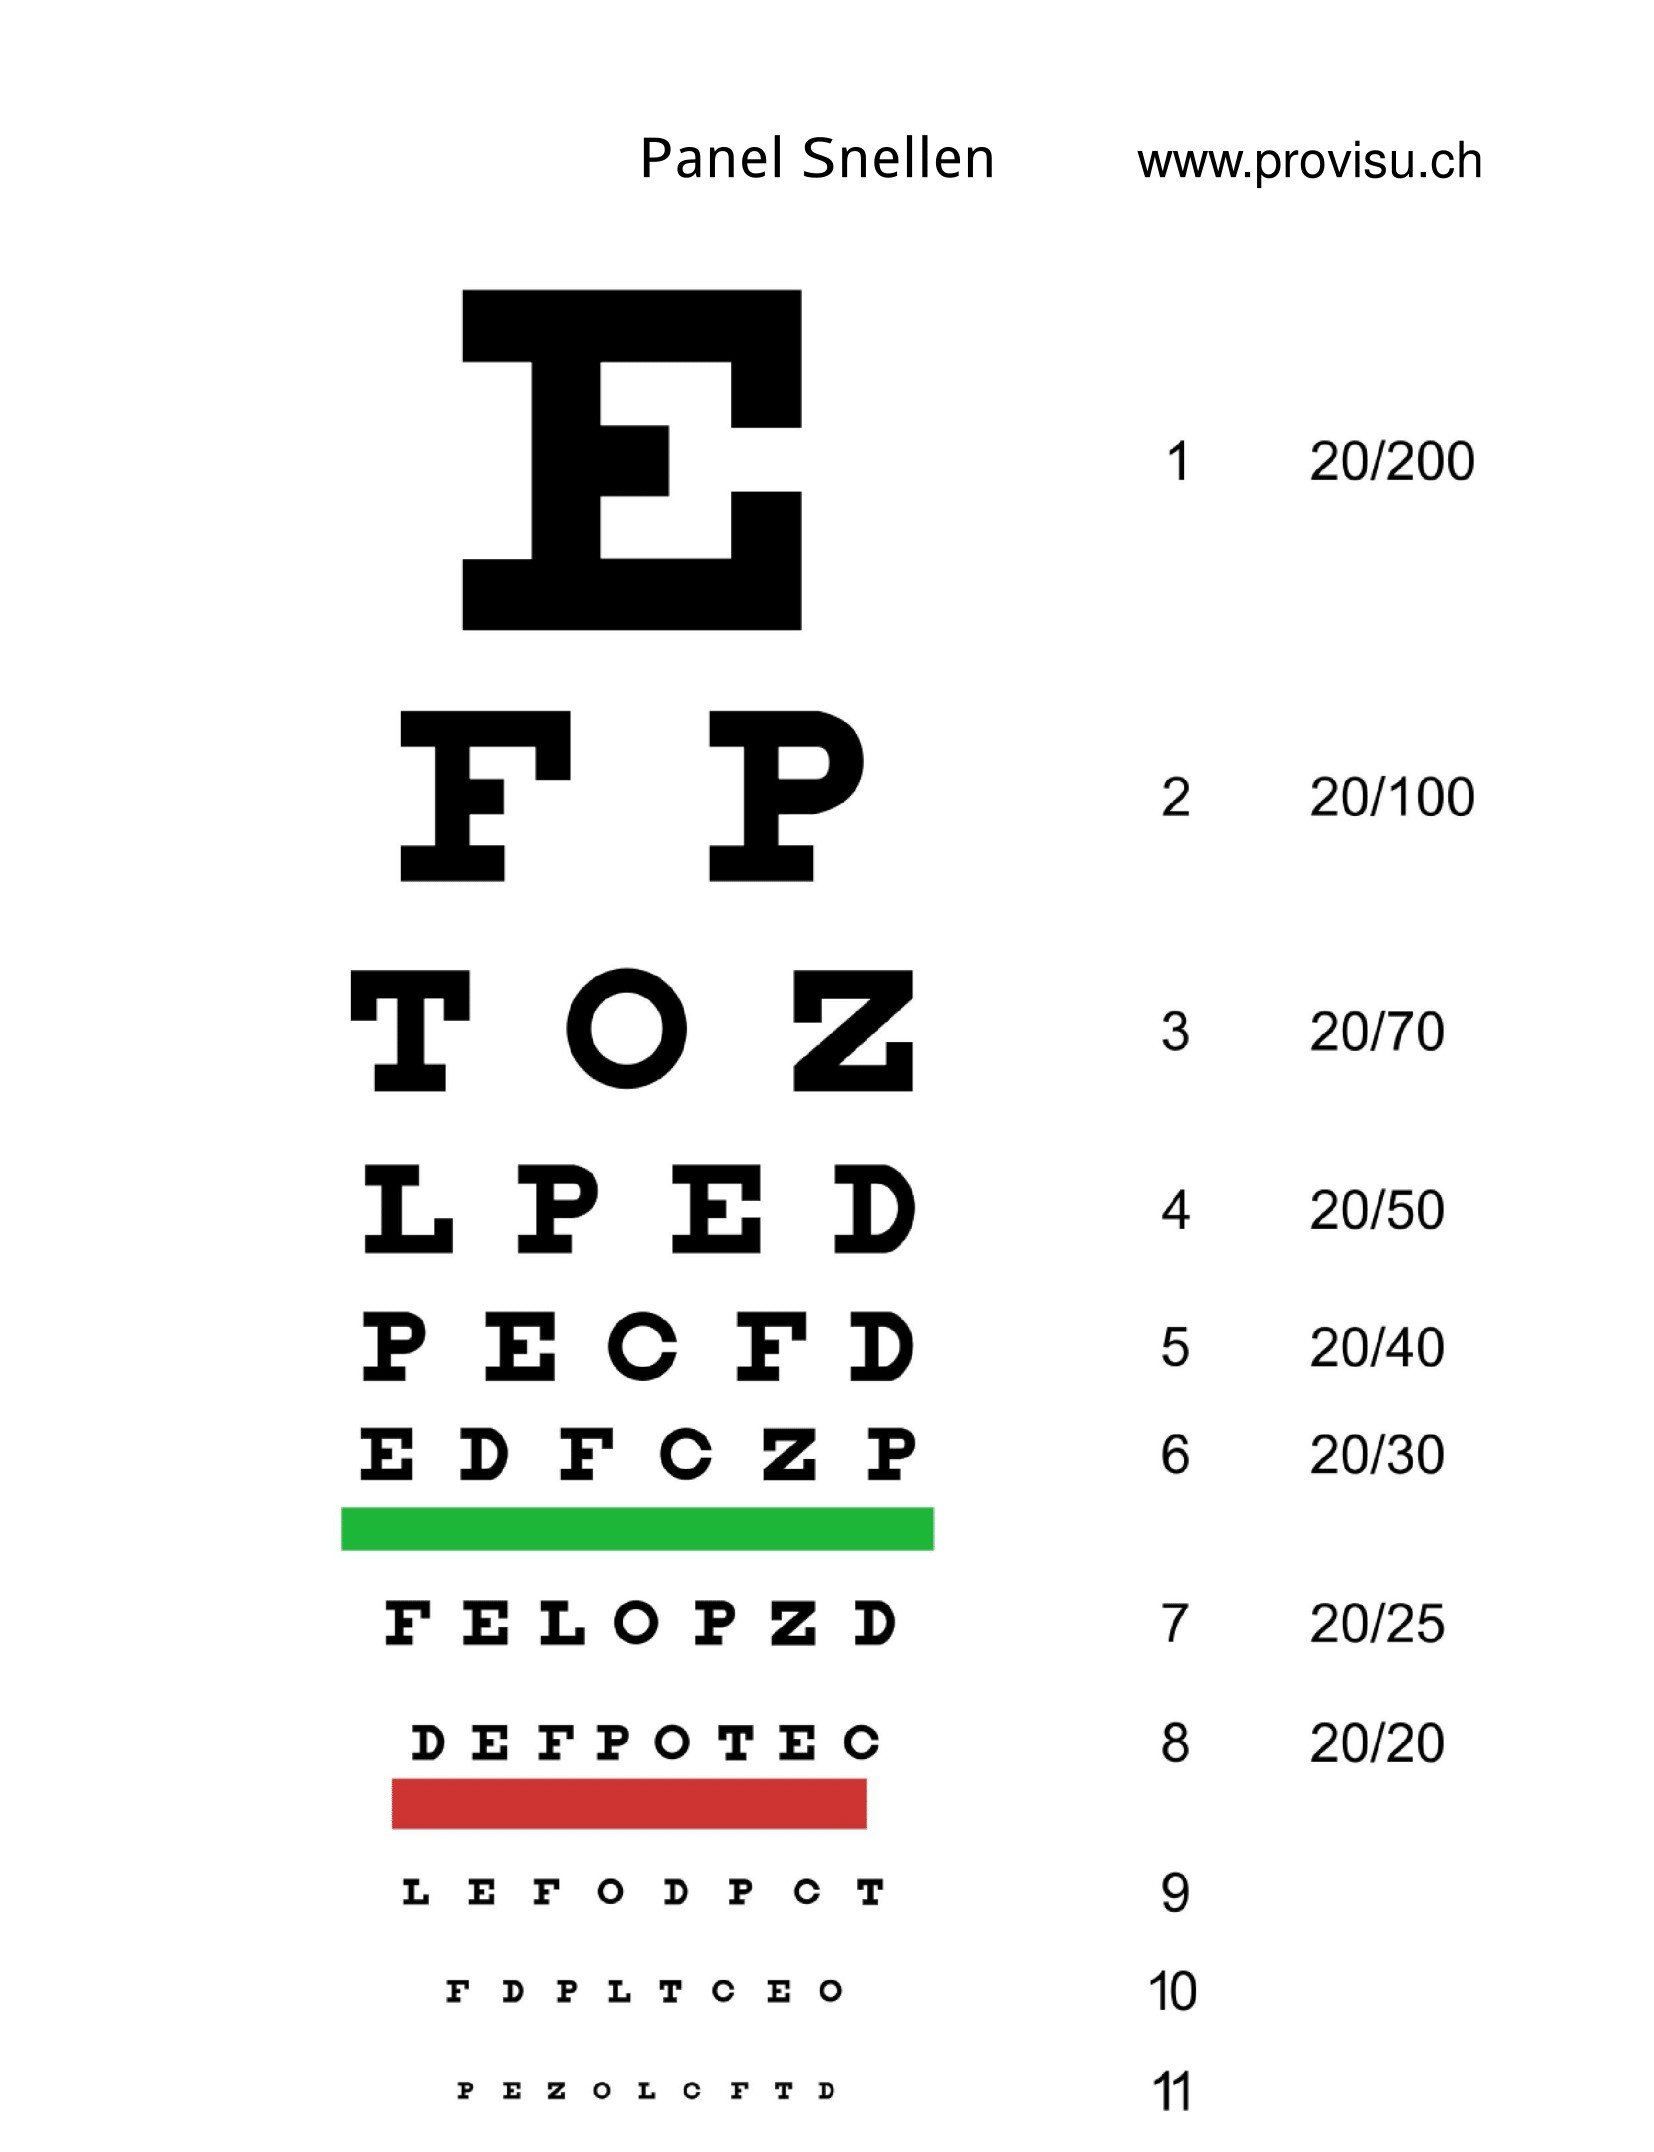 Panel Snellen www.provisu.ch
E 1 20/200
F P 2 20/100
T O Z 3 20/70
L P E D 4 20/50
P E C F D 5 20/40
E D F C Z P 6 20/30
F E L O P Z D 7 20/25
D E F P O T E C 8 20/20
L E F O D P C T 9
F D P L T C E O 10
P E Z O L C F T D 11